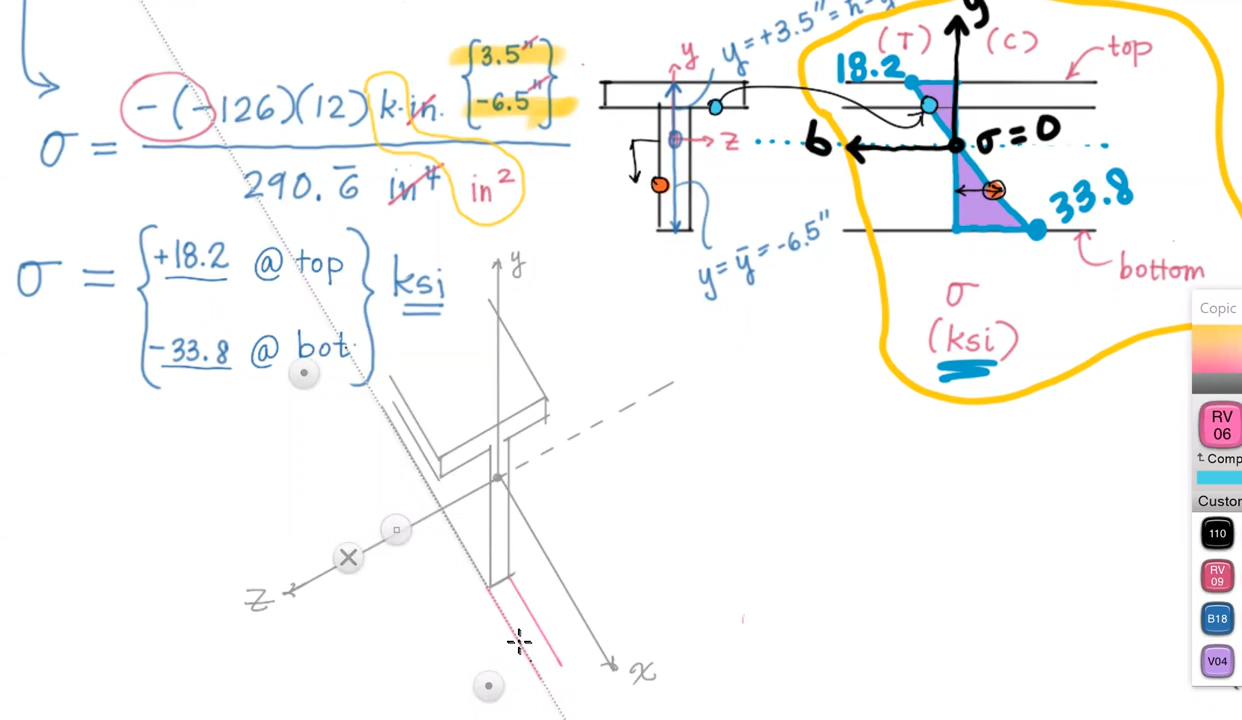 σ = -(-126)(12) k·in. {3.5" -6.5"}
290.6̅ in⁴ in²
σ = {+18.2 @ top
-33.8 @ bot.} ksi
y
z
x
y
z
y=+3.5"=h-y̅
y=y̅=-6.5"
y
(T) (C)
18.2
top
b
σ=0
33.8
bottom
σ
(ksi)
Copic
RV
06
Comp
Custo
110
RV
09
B18
V04